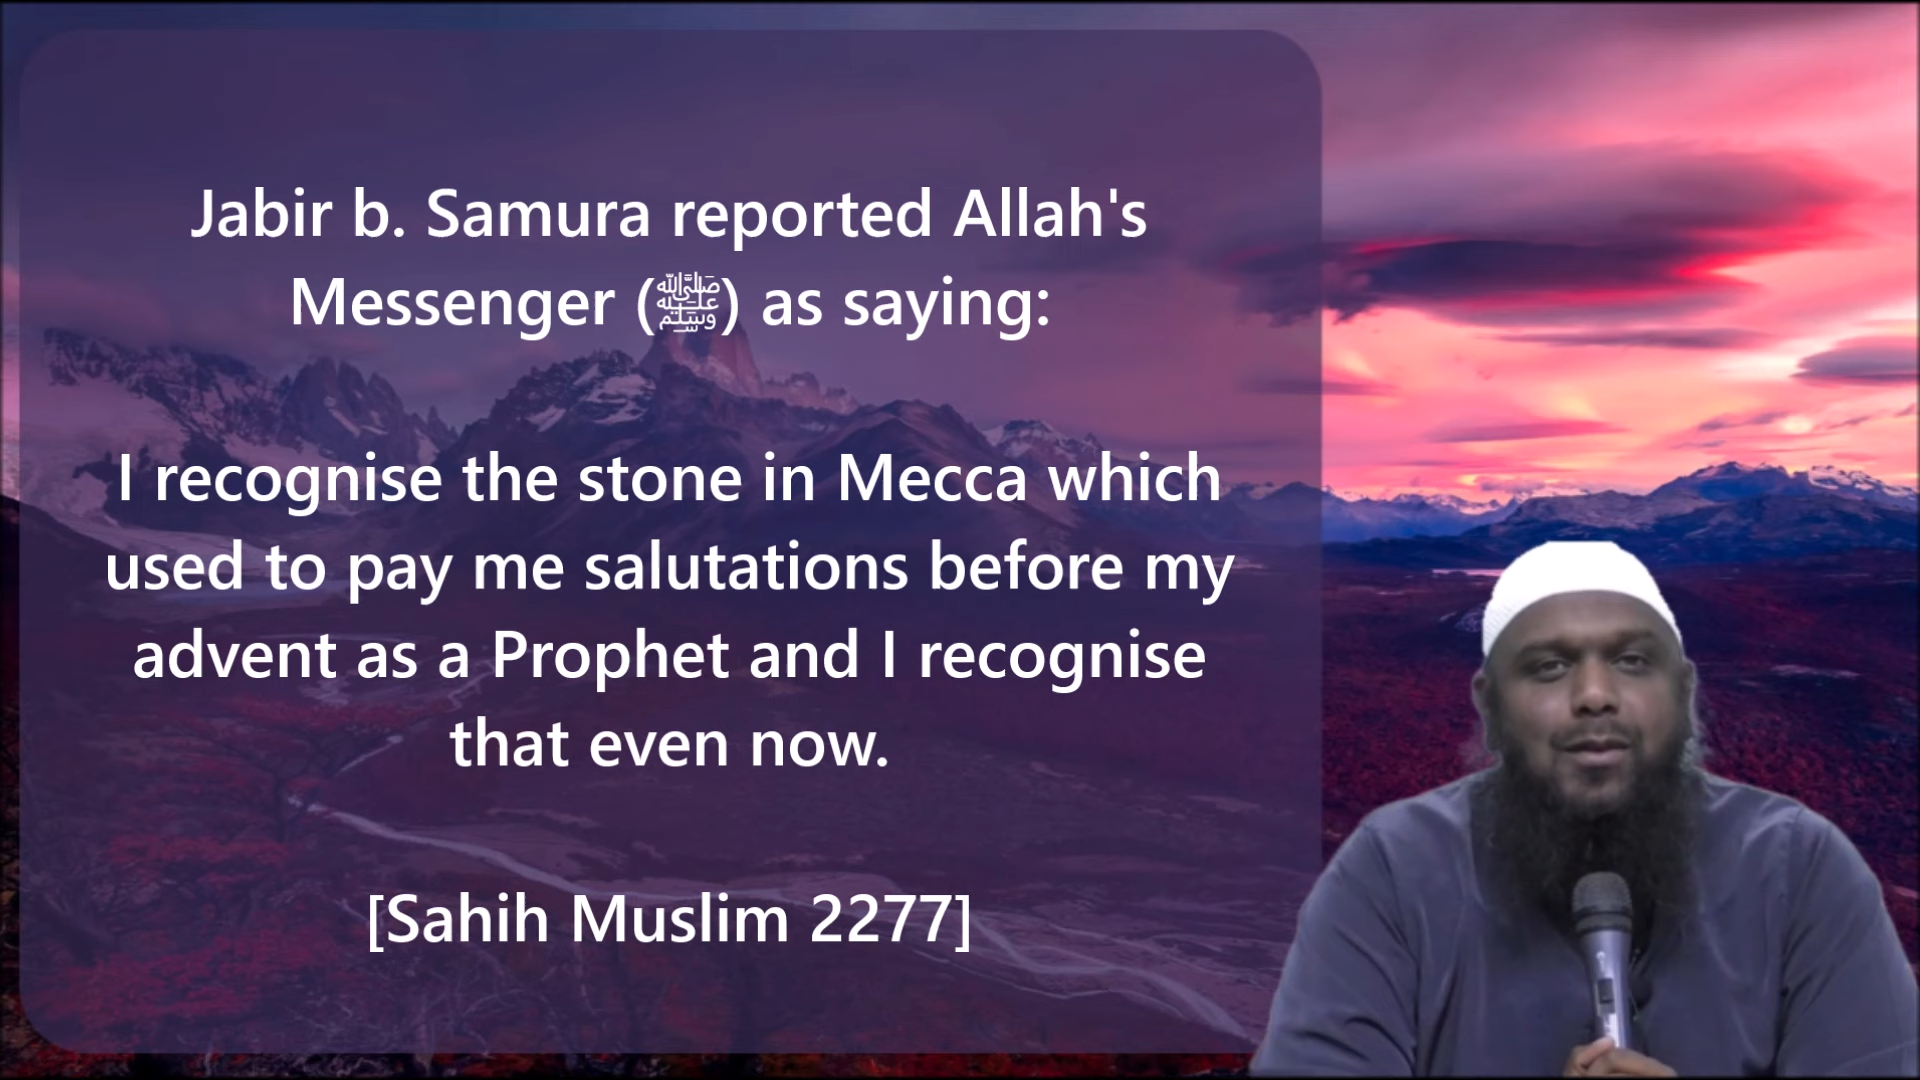 Jabir b. Samura reported Allah's
Messenger (ﷺ) as saying:
I recognise the stone in Mecca which
used to pay me salutations before my
advent as a Prophet and I recognise
that even now.
[Sahih Muslim 2277]